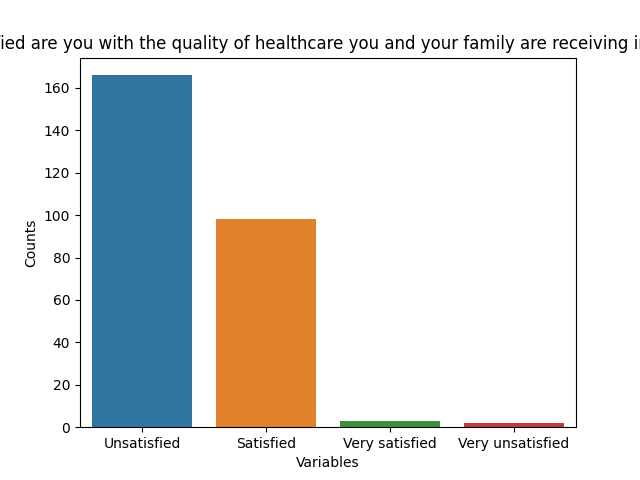 fied are you with the quality of healthcare you and your family are receiving i
160
140
120
100
80
60
40
20
0
Counts
Unsatisfied Satisfied Very satisfied Very unsatisfied
Variables